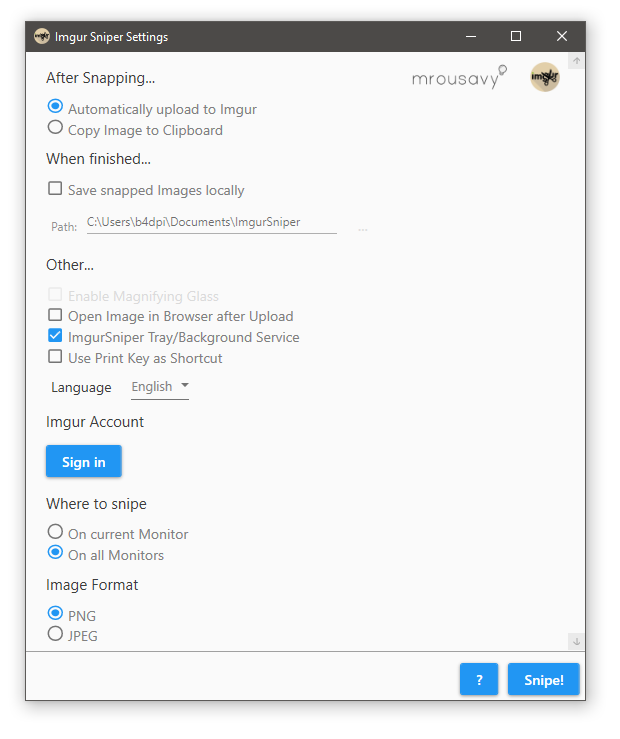 Imgur Sniper Settings
After Snapping...
mrousavy
imgur
Automatically upload to Imgur
Copy Image to Clipboard
When finished...
Save snapped Images locally
Path: C:\Users\b4dpi\Documents\ImgurSniper ...
Other...
Enable Magnifying Glass
Open Image in Browser after Upload
ImgurSniper Tray/Background Service
Use Print Key as Shortcut
Language English
Imgur Account
Sign in
Where to snipe
On current Monitor
On all Monitors
Image Format
PNG
JPEG
? Snipe!